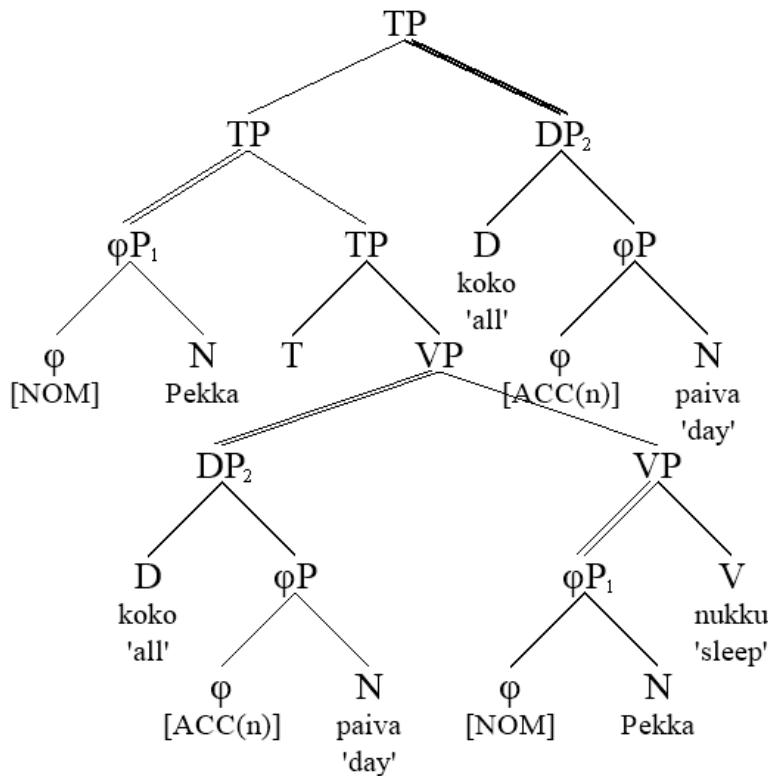 TP
TP DP₂
φP₁ TP D φP
koko
'all'
φ N T VP φ N
[NOM] Pekka [ACC(n)] paiva
'day'
DP₂ VP
D φP φP₁ V
koko nukku
'all' 'sleep'
φ N φ N
[ACC(n)] paiva [NOM] Pekka
'day'